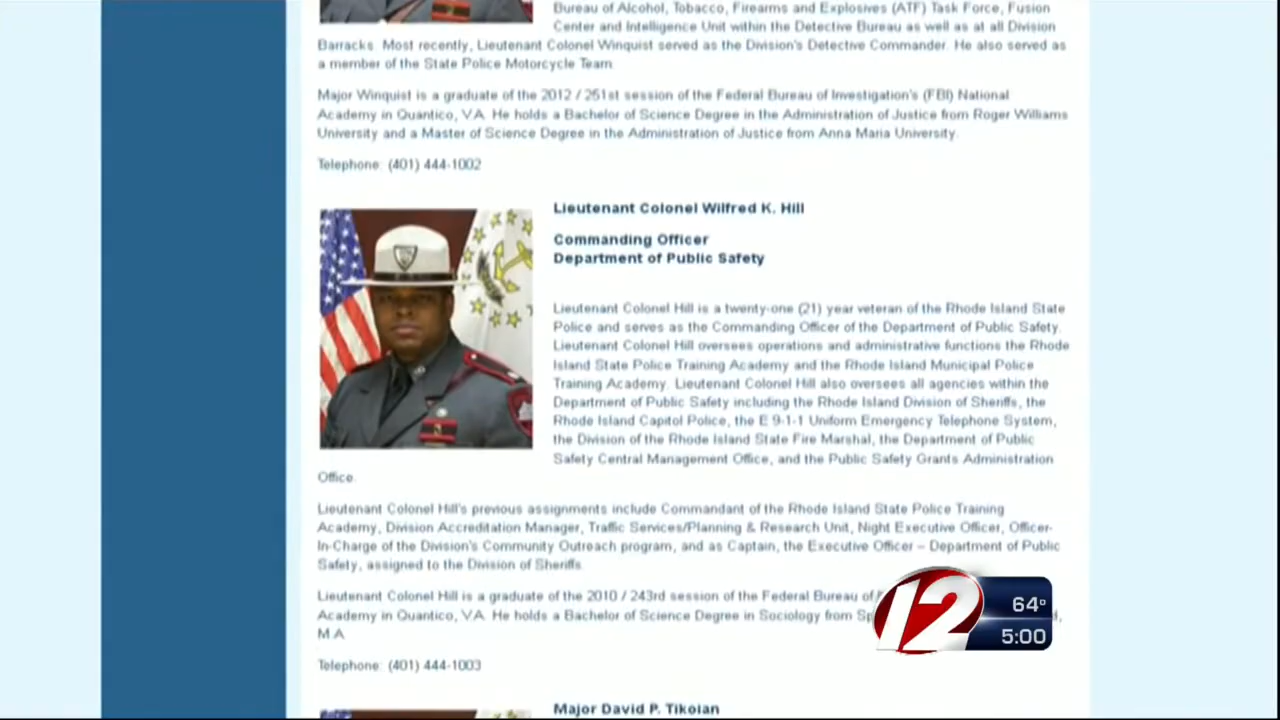 Bureau of Alcohol, Tobacco, Firearms and Explosives (ATF) Task Force, Fusion
Center and Intelligence Unit within the Detective Bureau as well as at all Division
Barracks. Most recently, Lieutenant Colonel Winquist served as the Division's Detective Commander. He also served as
a member of the State Police Motorcycle Team.
Major Winquist is a graduate of the 2012 / 251st session of the Federal Bureau of Investigation's (FBI) National
Academy in Quantico, VA. He holds a Bachelor of Science Degree in the Administration of Justice from Roger Williams
University and a Master of Science Degree in the Administration of Justice from Anna Maria University.
Telephone: (401) 444-1002
Lieutenant Colonel Wilfred K. Hill
Commanding Officer
Department of Public Safety
Lieutenant Colonel Hill is a twenty-one (21) year veteran of the Rhode Island State
Police and serves as the Commanding Officer of the Department of Public Safety.
Lieutenant Colonel Hill oversees operations and administrative functions the Rhode
Island State Police Training Academy and the Rhode Island Municipal Police
Training Academy. Lieutenant Colonel Hill also oversees all agencies within the
Department of Public Safety including the Rhode Island Division of Sheriffs, the
Rhode Island Capitol Police, the E 9-1-1 Uniform Emergency Telephone System,
the Division of the Rhode Island State Fire Marshal, the Department of Public
Safety Central Management Office, and the Public Safety Grants Administration
Office.
Lieutenant Colonel Hill's previous assignments include Commandant of the Rhode Island State Police Training
Academy, Division Accreditation Manager, Traffic Services/Planning & Research Unit, Night Executive Officer, Officer-
In-Charge of the Division's Community Outreach program, and as Captain, the Executive Officer – Department of Public
Safety, assigned to the Division of Sheriffs.
Lieutenant Colonel Hill is a graduate of the 2010 / 243rd session of the Federal Bureau of
Academy in Quantico, VA. He holds a Bachelor of Science Degree in Sociology from
M.A.
Telephone: (401) 444-1003
Major David P. Tikoian
12
64°
5:00